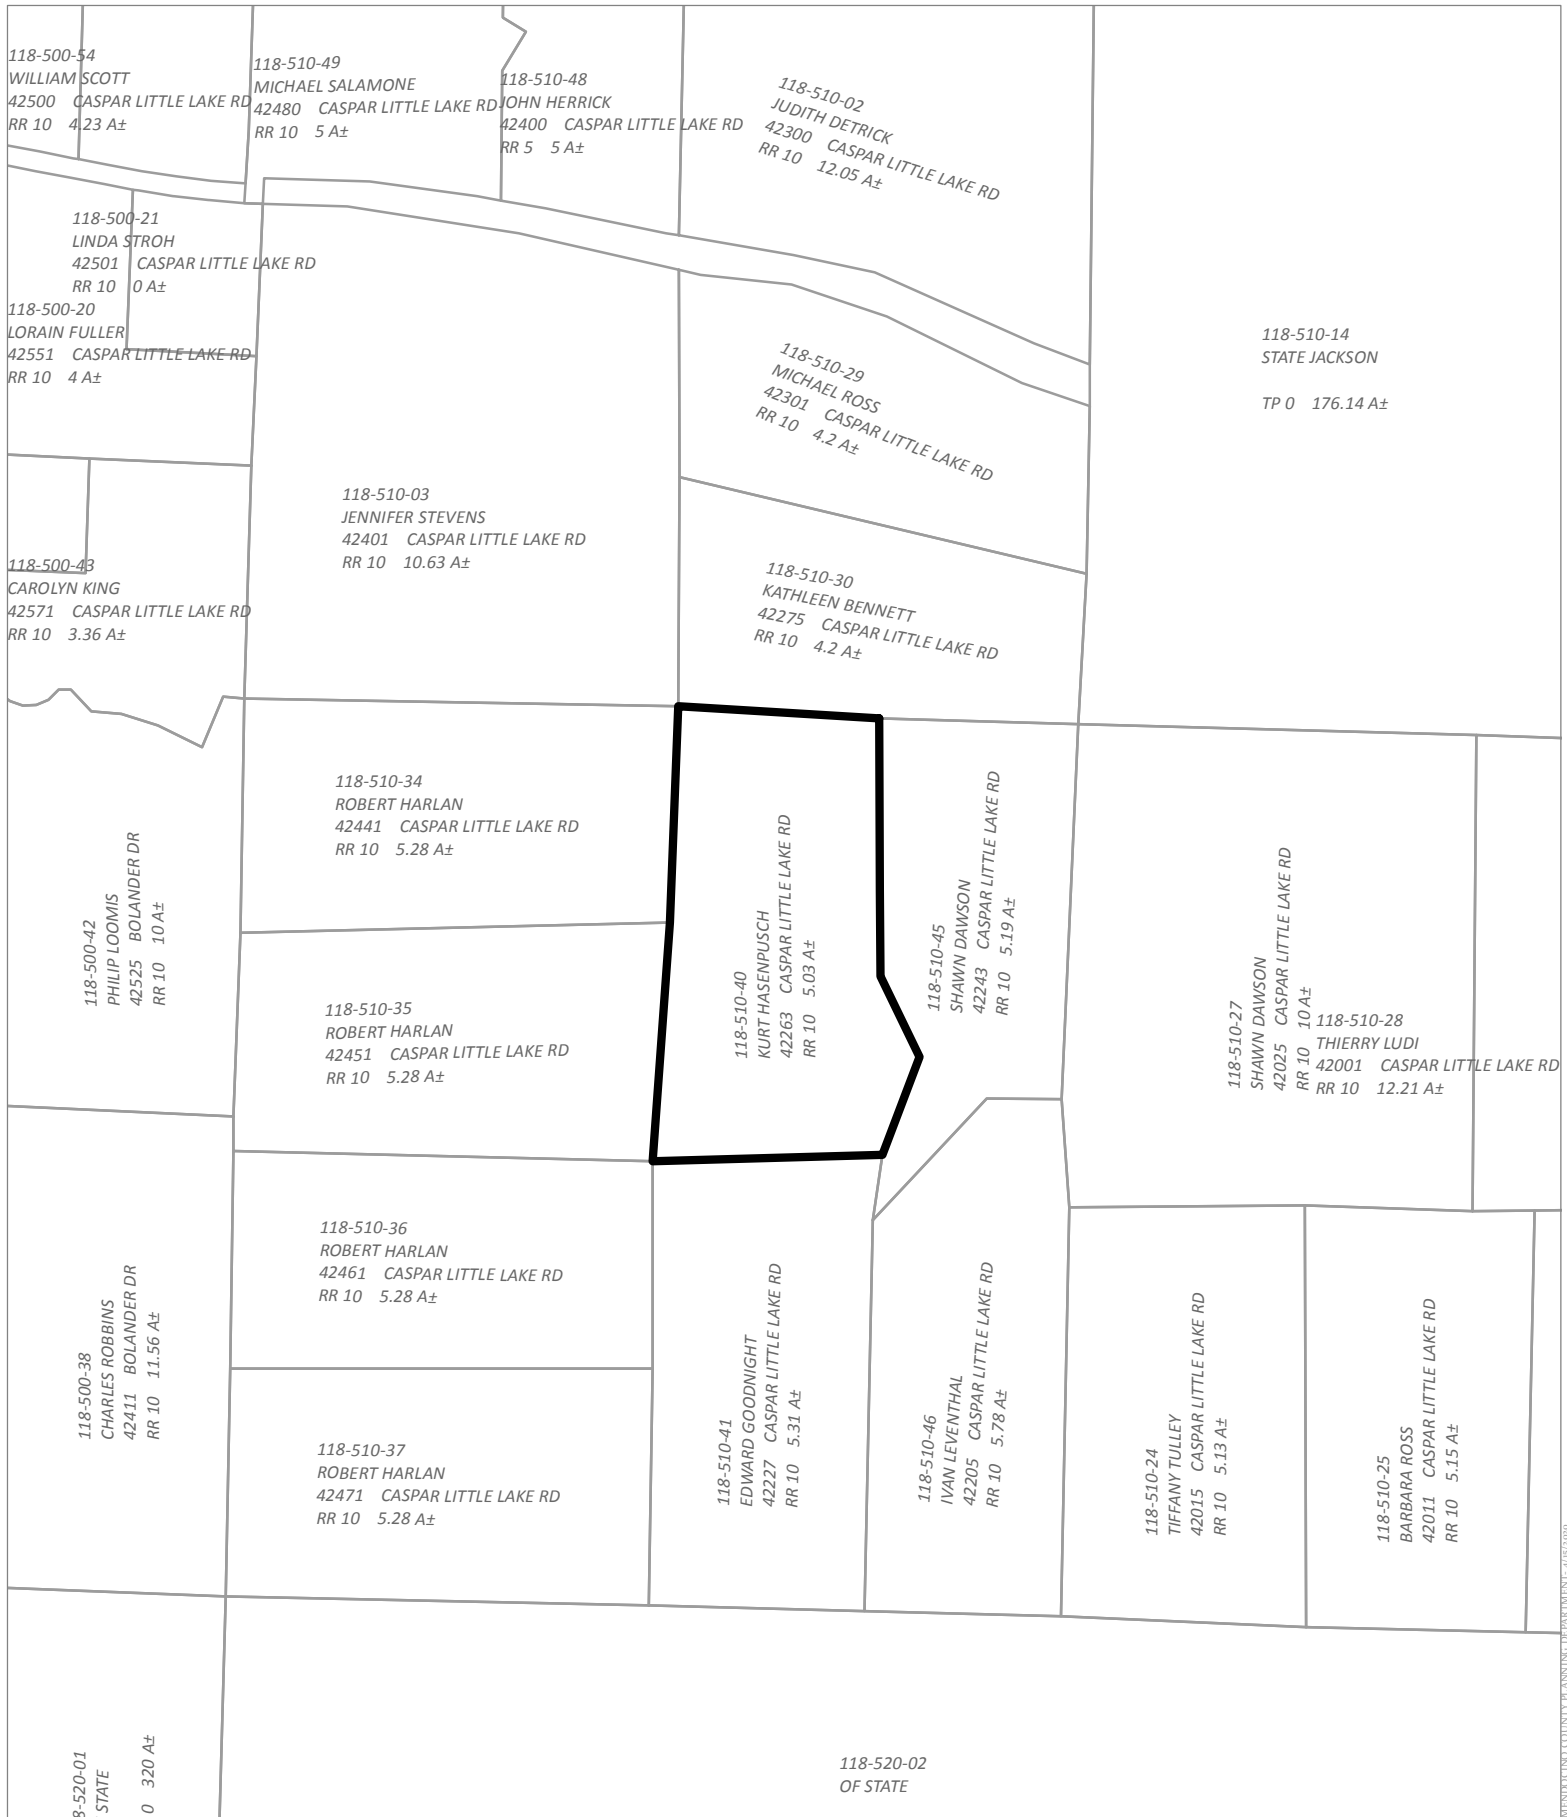 118-500-54
WILLIAM SCOTT
42500 CASPAR LITTLE LAKE RD
RR 10 4.23 A±
118-510-49
MICHAEL SALAMONE
42480 CASPAR LITTLE LAKE RD
RR 10 5 A±
118-510-48
JOHN HERRICK
42400 CASPAR LITTLE LAKE RD
RR 5 5 A±
118-510-02
JUDITH DETRICK
42300 CASPAR LITTLE LAKE RD
RR 10 12.05 A±
118-500-21
LINDA STROH
42501 CASPAR LITTLE LAKE RD
RR 10 0 A±
118-500-20
LORAIN FULLER
42551 CASPAR LITTLE LAKE RD
RR 10 4 A±
118-510-29
MICHAEL ROSS
42301 CASPAR LITTLE LAKE RD
RR 10 4.2 A±
118-510-14
STATE JACKSON
TP 0 176.14 A±
118-510-03
JENNIFER STEVENS
42401 CASPAR LITTLE LAKE RD
RR 10 10.63 A±
118-500-43
CAROLYN KING
42571 CASPAR LITTLE LAKE RD
RR 10 3.36 A±
118-510-30
KATHLEEN BENNETT
42275 CASPAR LITTLE LAKE RD
RR 10 4.2 A±
118-510-34
ROBERT HARLAN
42441 CASPAR LITTLE LAKE RD
RR 10 5.28 A±
118-500-42
PHILIP LOOMIS
42525 BOLANDER DR
RR 10 10 A±
118-510-40
KURT HASENPUSCH
42263 CASPAR LITTLE LAKE RD
RR 10 5.03 A±
118-510-45
SHAWN DAWSON
42243 CASPAR LITTLE LAKE RD
RR 10 5.19 A±
118-510-27
SHAWN DAWSON
42025 CASPAR LITTLE LAKE RD
RR 10 10 A±
118-510-28
THIERRY LUDI
42001 CASPAR LITTLE LAKE RD
RR 10 12.21 A±
118-510-35
ROBERT HARLAN
42451 CASPAR LITTLE LAKE RD
RR 10 5.28 A±
118-510-36
ROBERT HARLAN
42461 CASPAR LITTLE LAKE RD
RR 10 5.28 A±
118-500-38
CHARLES ROBBINS
42411 BOLANDER DR
RR 10 11.56 A±
118-510-37
ROBERT HARLAN
42471 CASPAR LITTLE LAKE RD
RR 10 5.28 A±
118-510-41
EDWARD GOODNIGHT
42227 CASPAR LITTLE LAKE RD
RR 10 5.31 A±
118-510-46
IVAN LEVENTHAL
42205 CASPAR LITTLE LAKE RD
RR 10 5.78 A±
118-510-24
TIFFANY TULLEY
42015 CASPAR LITTLE LAKE RD
RR 10 5.13 A±
118-510-25
BARBARA ROSS
42011 CASPAR LITTLE LAKE RD
RR 10 5.15 A±
8-520-01
STATE
0 320 A±
118-520-02
OF STATE
COUNTY PLANNING DEPARTMENT